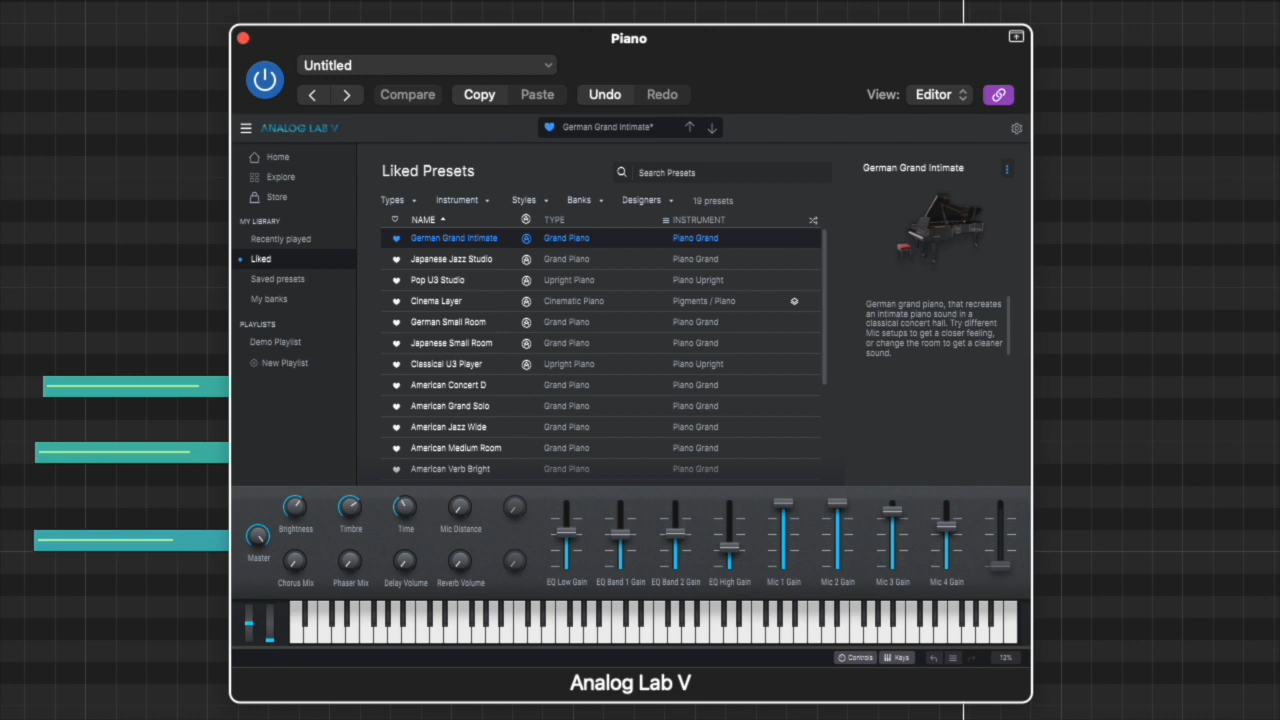 Piano
Untitled
Compare Copy Paste Undo Redo View: Editor
ANALOG LAB V German Grand Intimate*
Home
Explore
Store
MY LIBRARY
Recently played
Liked
Saved presets
My banks
PLAYLISTS
Demo Playlist
New Playlist
Liked Presets Search Presets
Types Instrument Styles Banks Designers 19 presets
NAME TYPE INSTRUMENT
German Grand Intimate Grand Piano Piano Grand
Japanese Jazz Studio Grand Piano Piano Grand
Pop U3 Studio Upright Piano Piano Upright
Cinema Layer Cinematic Piano Pigments / Piano
German Small Room Grand Piano Piano Grand
Japanese Small Room Grand Piano Piano Grand
Classical U3 Player Upright Piano Piano Upright
American Concert D Grand Piano Piano Grand
American Grand Solo Grand Piano Piano Grand
American Jazz Wide Grand Piano Piano Grand
American Medium Room Grand Piano Piano Grand
American Verb Bright Grand Piano Piano Grand
German Grand Intimate
German grand piano, that recreates
an intimate piano sound in a
classical concert hall. Try different
Mic setups to get a closer feeling,
or change the room to get a cleaner
sound.
Brightness Timbre Time Mic Distance
Master
Chorus Mix Phaser Mix Delay Volume Reverb Volume EQ Low Gain EQ Band 1 Gain EQ Band 2 Gain EQ High Gain Mic 1 Gain Mic 2 Gain Mic 3 Gain Mic 4 Gain
Controls Keys 12%
Analog Lab V